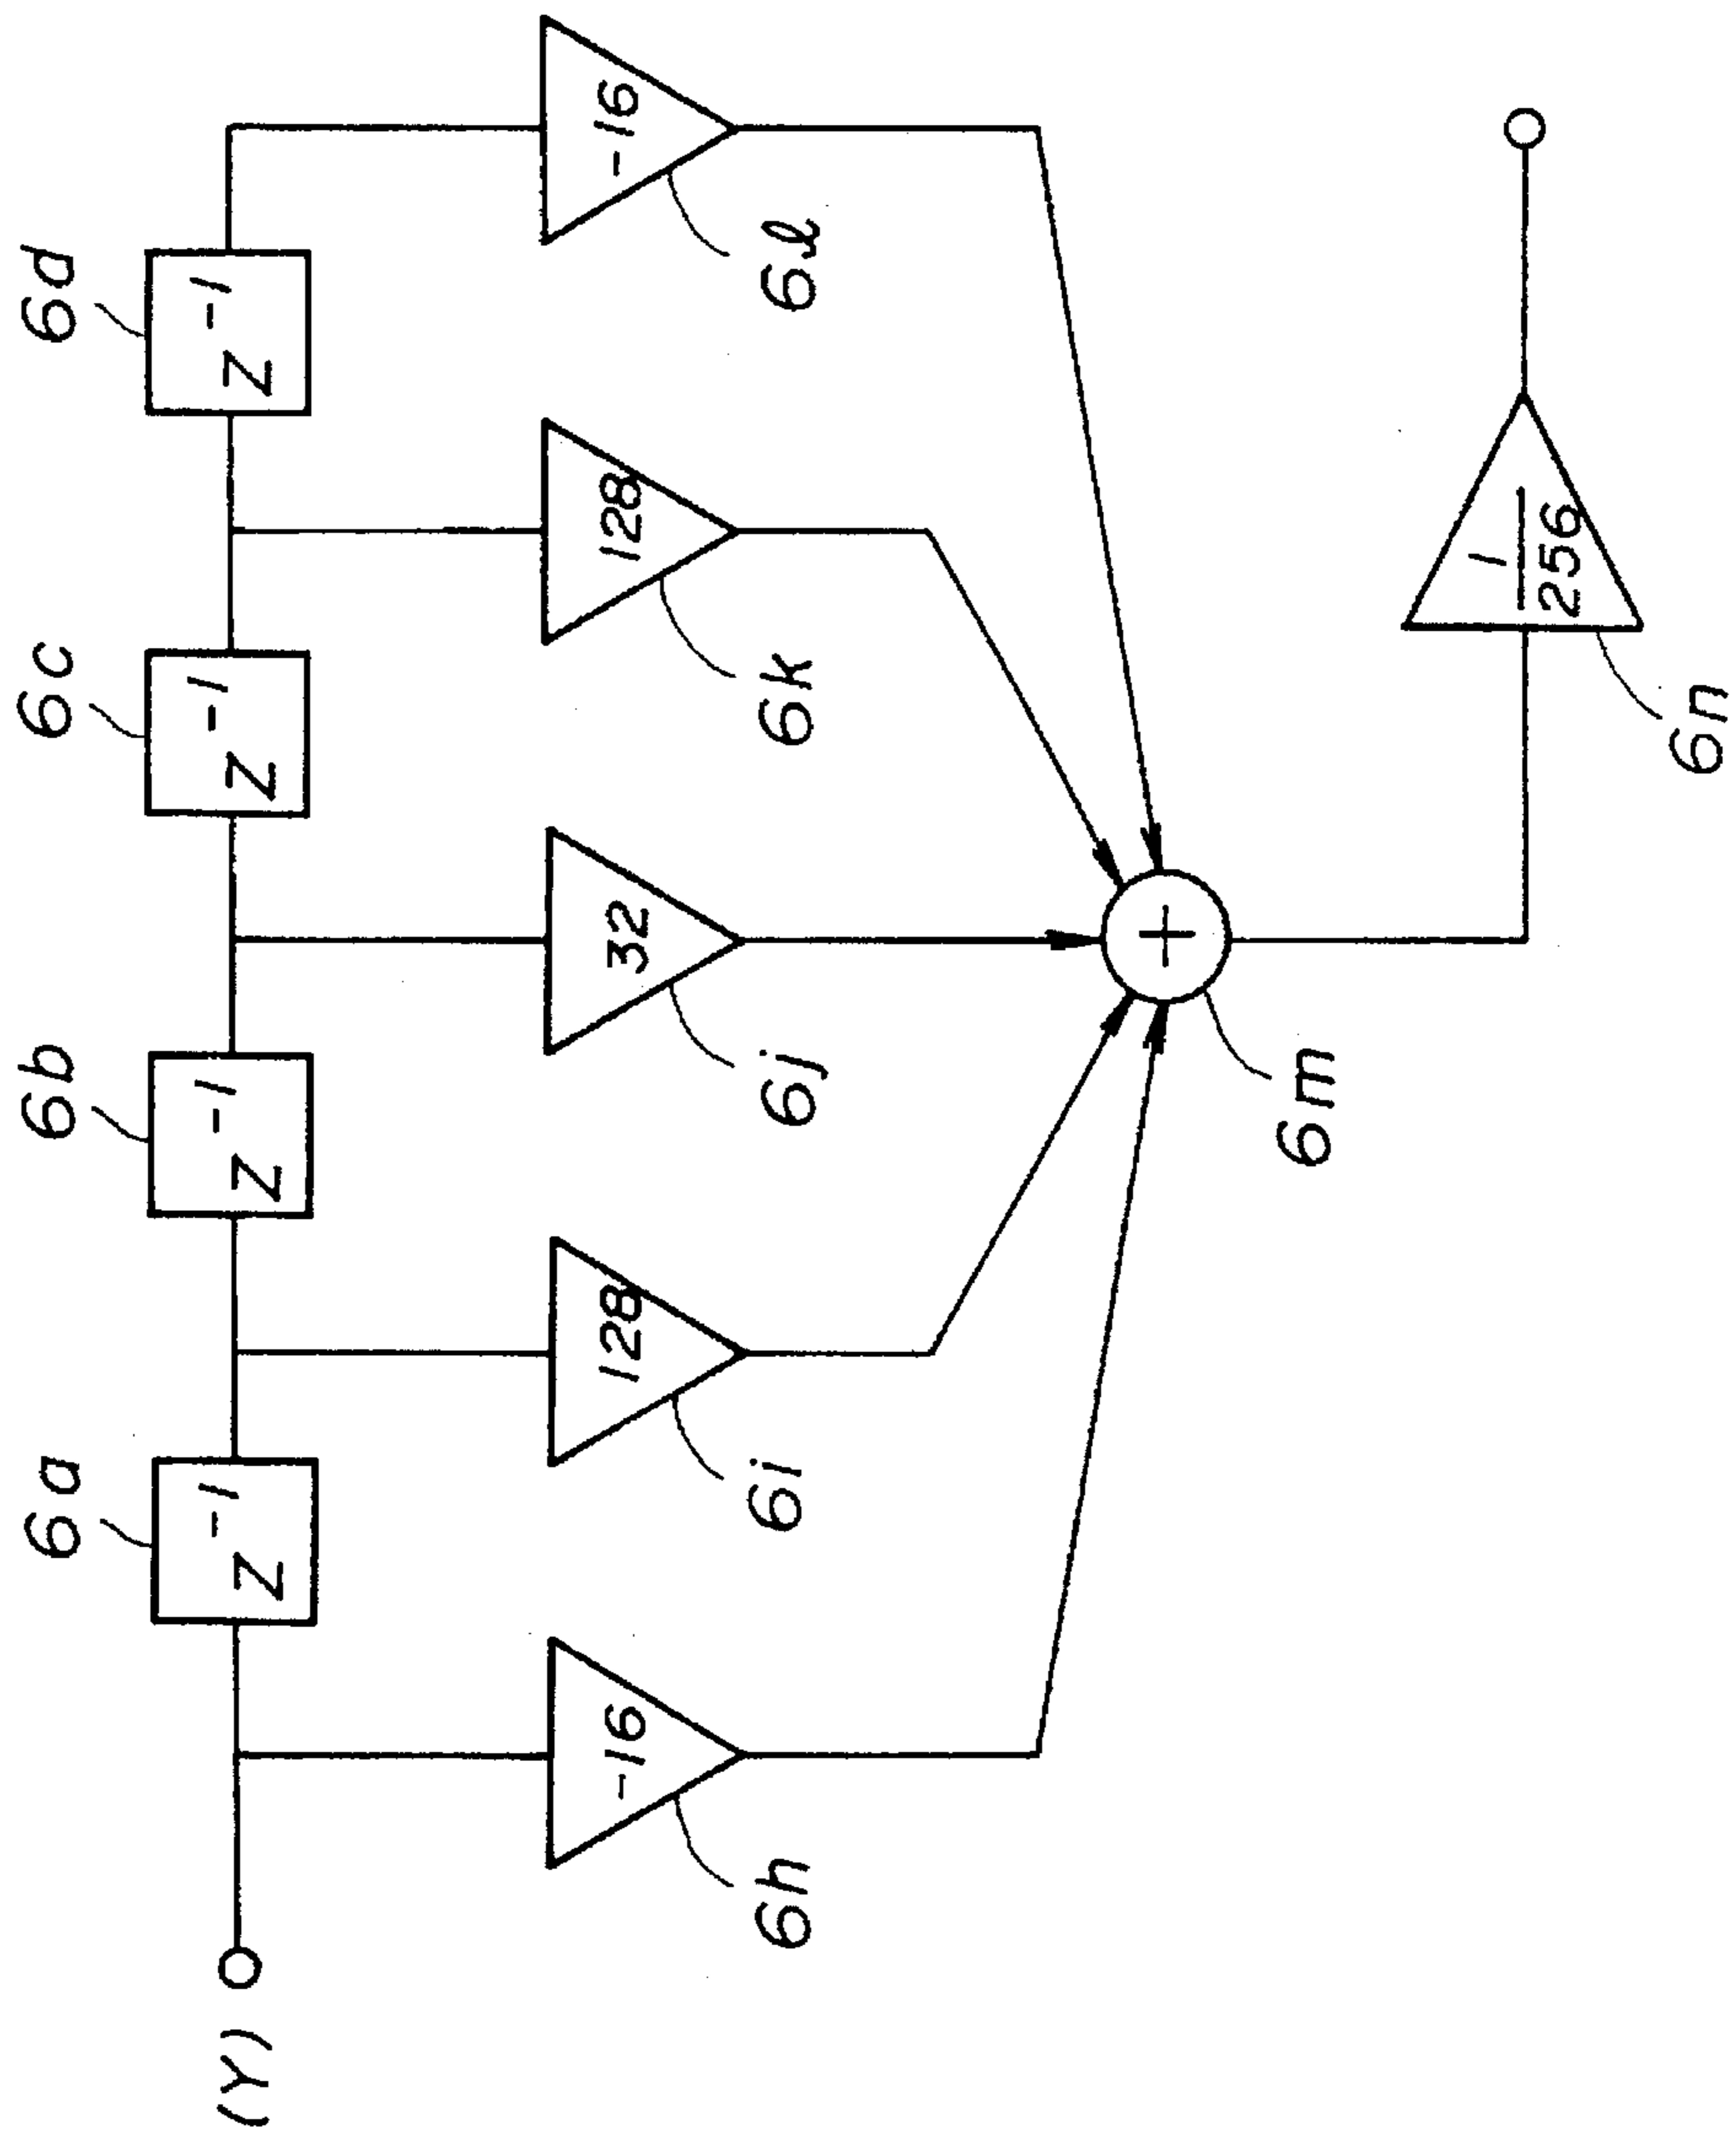 6a
6b
6c
6d
z⁻¹
z⁻¹
z⁻¹
z⁻¹
(Y)
-16
128
32
128
-16
6h
6i
6j
6k
6l
+
6m
1
256
6n